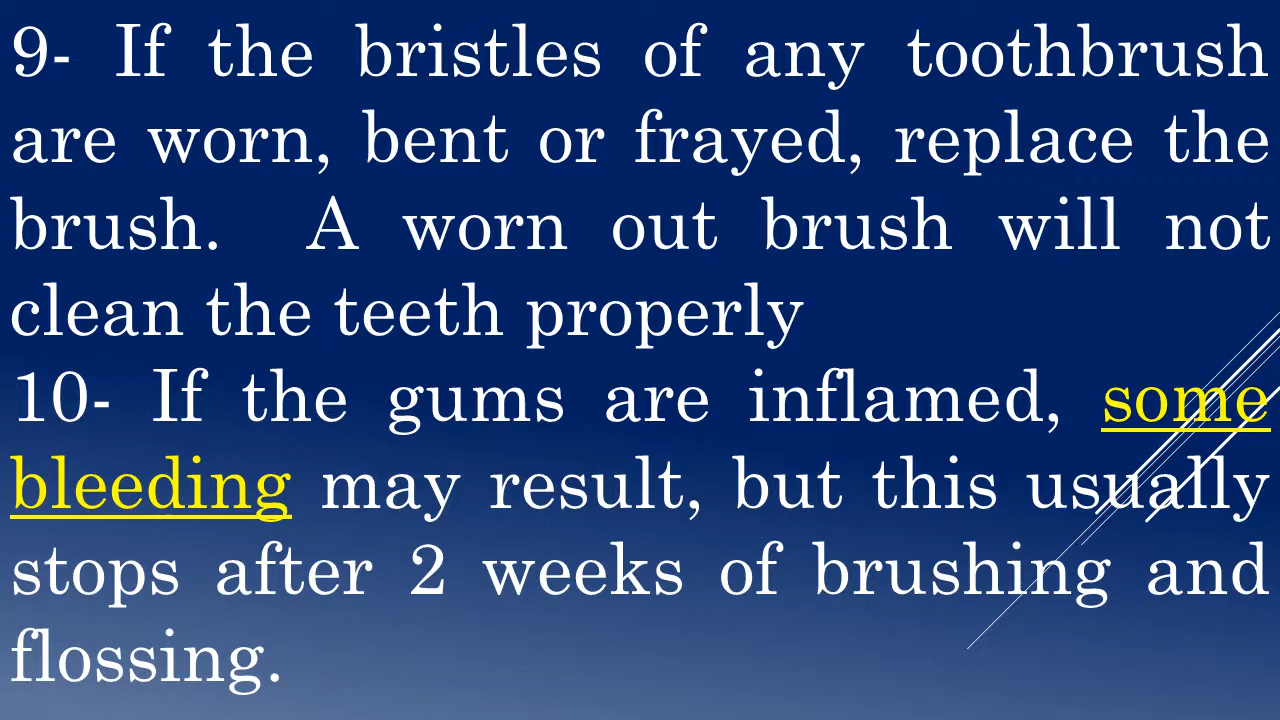 9- If the bristles of any toothbrush
are worn, bent or frayed, replace the
brush.  A worn out brush will not
clean the teeth properly
10- If the gums are inflamed, some
bleeding may result, but this usually
stops after 2 weeks of brushing and
flossing.